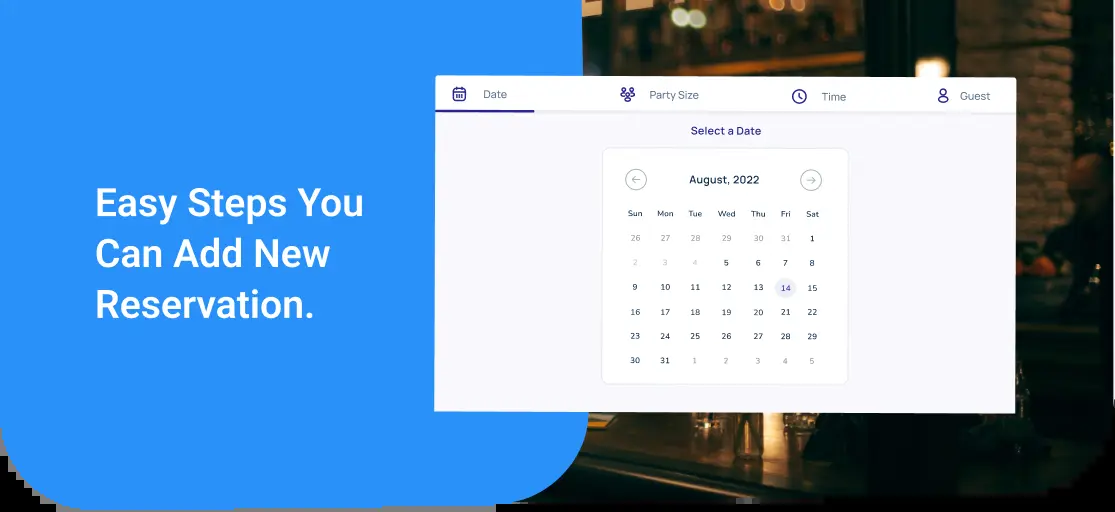 Easy Steps You
Can Add New
Reservation.
Date Party Size Time Guest
Select a Date
August, 2022
Sun Mon Tue Wed Thu Fri Sat
26 27 28 29 30 31 1
2 3 4 5 6 7 8
9 10 11 12 13 14 15
16 17 18 19 20 21 22
23 24 25 26 27 28 29
30 31 1 2 3 4 5